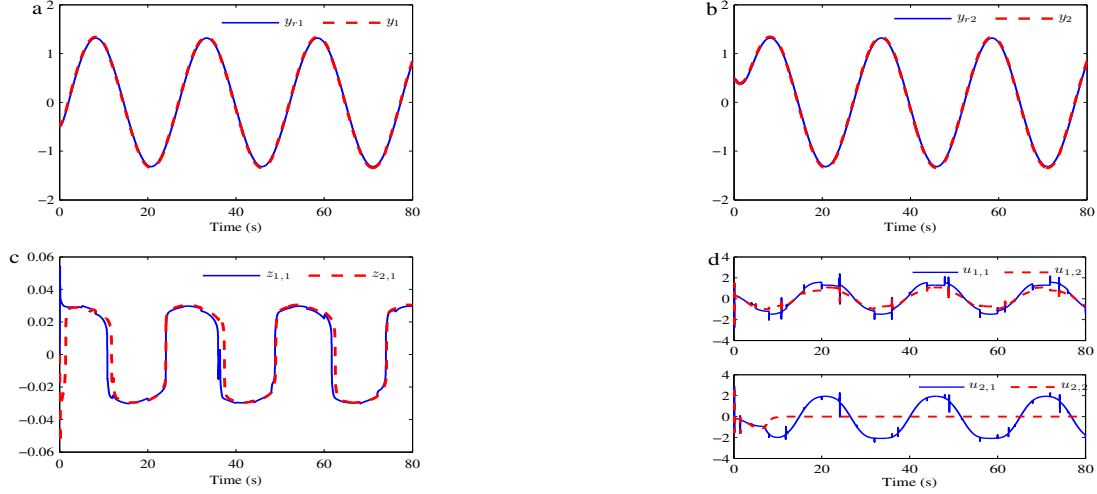 a
y_{r1} y_1
2
1
0
−1
−2
0 20 40 60 80
Time (s)
b
y_{r2} y_2
2
1
0
−1
−2
0 20 40 60 80
Time (s)
c
z_{1,1} z_{2,1}
0.06
0.04
0.02
0
−0.02
−0.04
−0.06
0 20 40 60 80
Time (s)
d
u_{1,1} u_{1,2}
4
2
0
−2
−4
0 20 40 60 80
u_{2,1} u_{2,2}
4
2
0
−2
−4
0 20 40 60 80
Time (s)